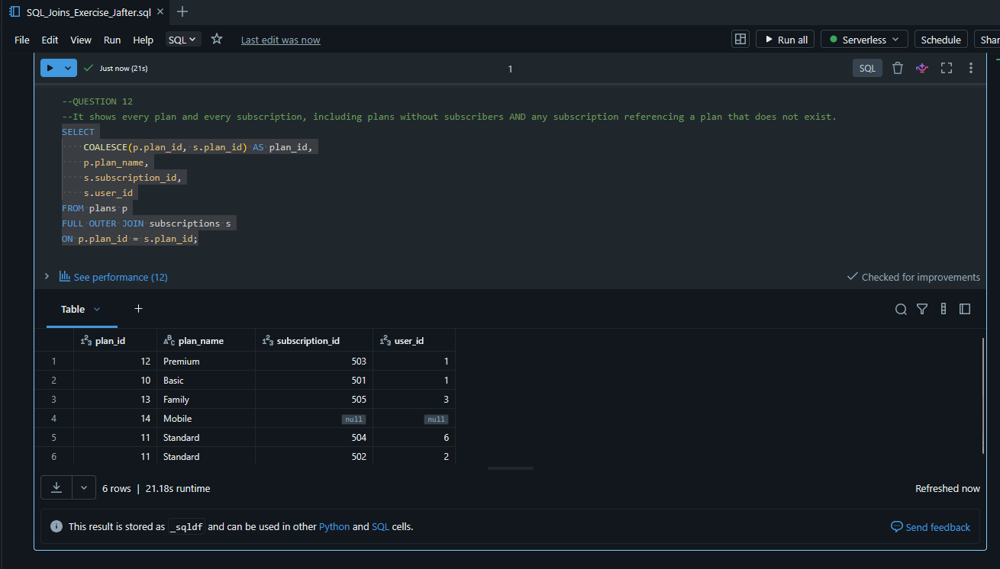 SQL_Joins_Exercise_Jafter.sql × +
File Edit View Run Help SQL Last edit was now Run all Serverless Schedule Shar
Just now (21s) 1 SQL
--QUESTION 12
--It shows every plan and every subscription, including plans without subscribers AND any subscription referencing a plan that does not exist.
SELECT
COALESCE(p.plan_id, s.plan_id) AS plan_id,
p.plan_name,
s.subscription_id,
s.user_id
FROM plans p
FULL OUTER JOIN subscriptions s
ON p.plan_id = s.plan_id;
See performance (12) Checked for improvements
Table +
123 plan_id ABC plan_name 123 subscription_id 123 user_id
1 12 Premium 503 1
2 10 Basic 501 1
3 13 Family 505 3
4 14 Mobile null null
5 11 Standard 504 6
6 11 Standard 502 2
6 rows | 21.18s runtime Refreshed now
This result is stored as _sqldf and can be used in other Python and SQL cells. Send feedback